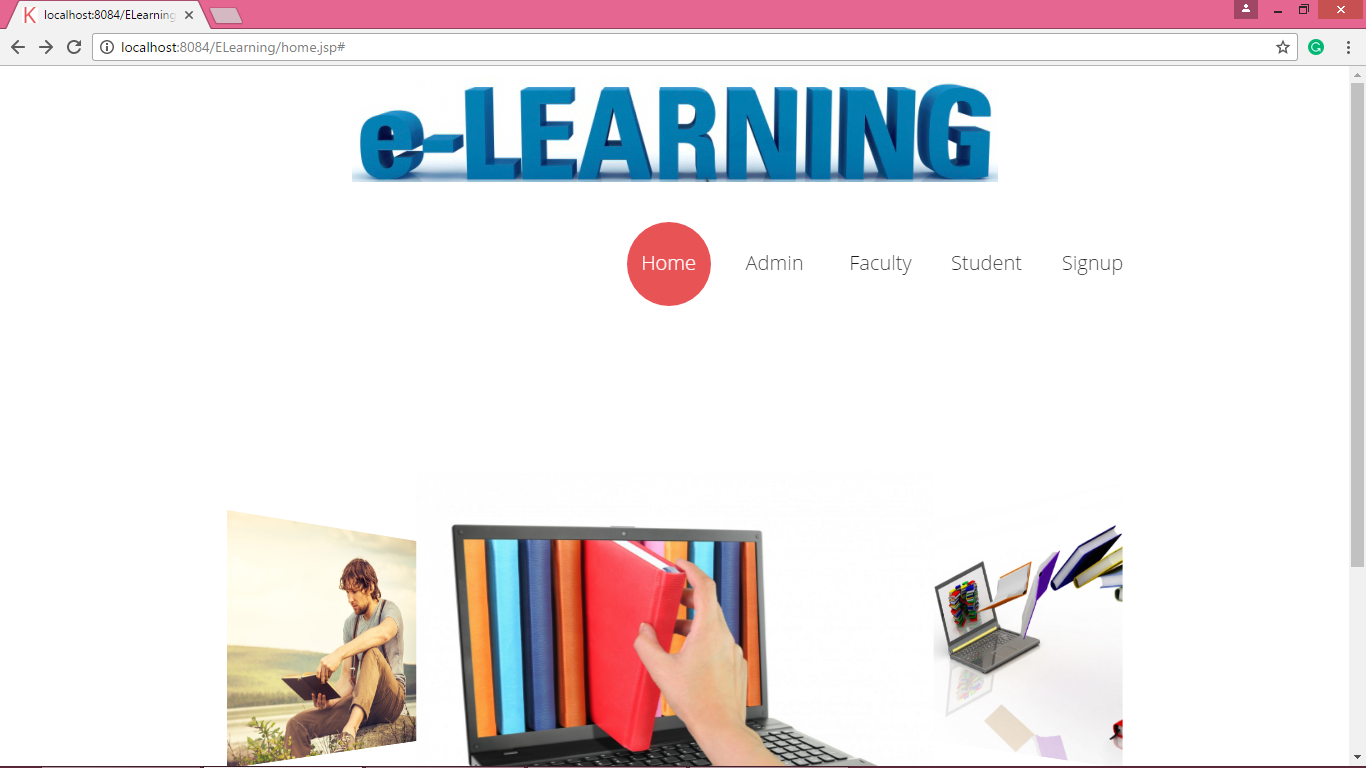 localhost:8084/ELearning
localhost:8084/ELearning/home.jsp#
e-LEARNING
Home Admin Faculty Student Signup